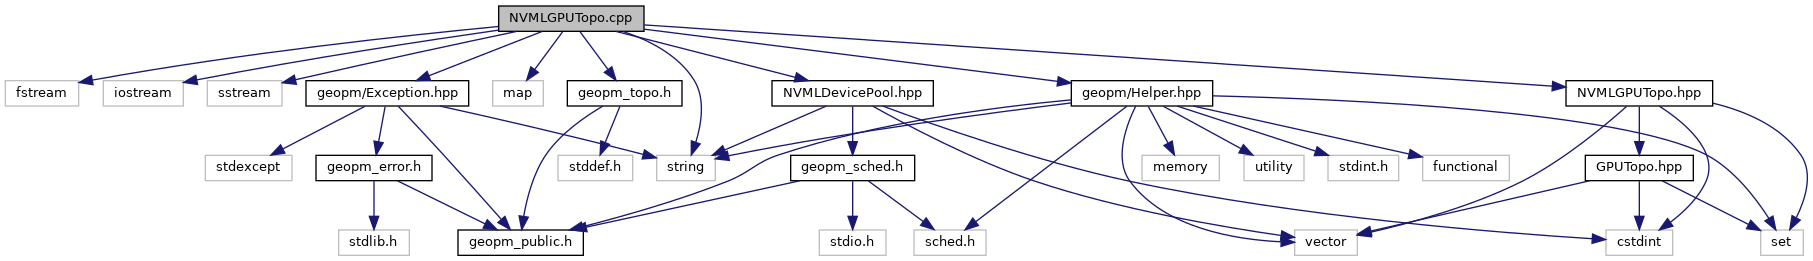 NVMLGPUTopo.cpp
fstream
iostream
sstream
geopm/Exception.hpp
map
geopm_topo.h
NVMLDevicePool.hpp
geopm/Helper.hpp
NVMLGPUTopo.hpp
stdexcept
geopm_error.h
stddef.h
string
geopm_sched.h
memory
utility
stdint.h
functional
GPUTopo.hpp
stdlib.h
geopm_public.h
stdio.h
sched.h
vector
cstdint
set